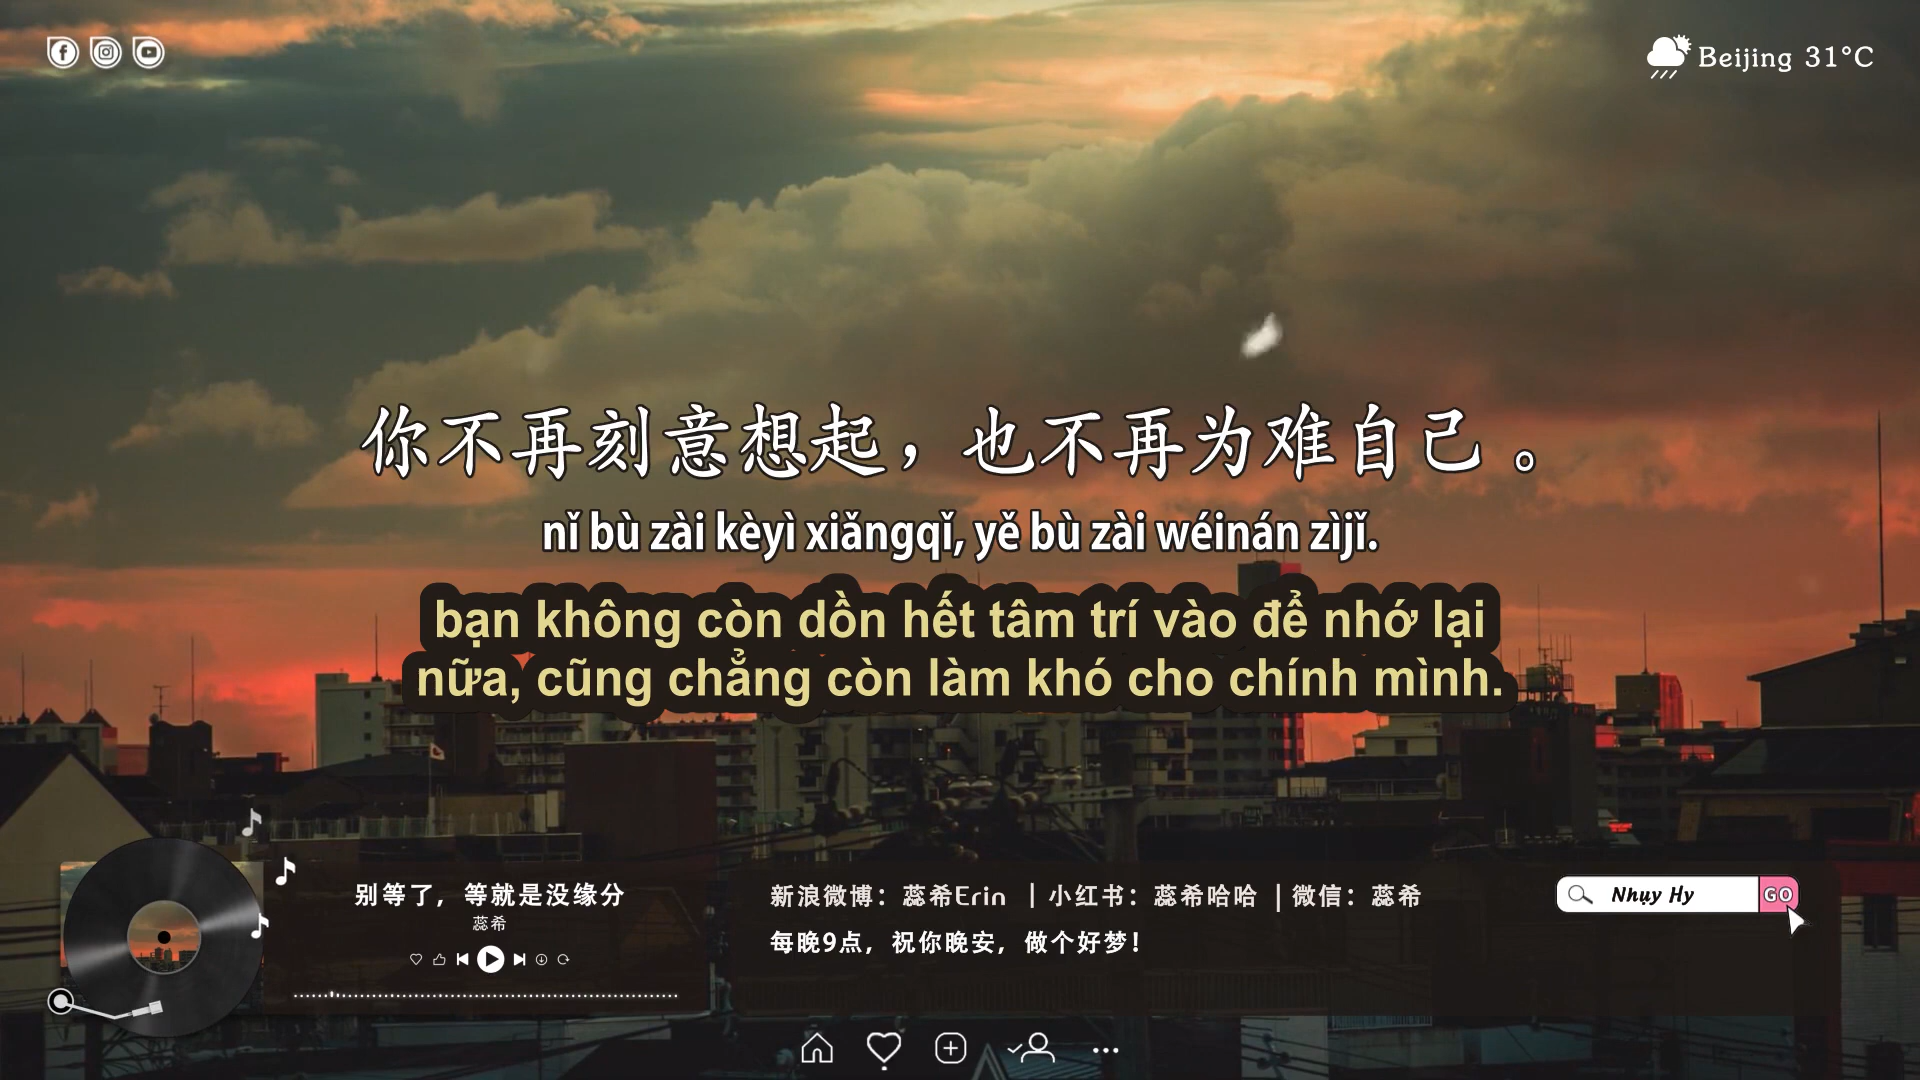 Beijing 31°C
你不再刻意想起，也不再为难自己。
nǐ bù zài kèyì xiǎngqǐ, yě bù zài wéinán zìjǐ.
bạn không còn dồn hết tâm trí vào để nhớ lại
nữa, cũng chẳng còn làm khó cho chính mình.
别等了，等就是没缘分
蕊希
新浪微博：蕊希Erin ｜小红书：蕊希哈哈 ｜微信：蕊希
每晚9点，祝你晚安，做个好梦！
Nhụy Hy GO